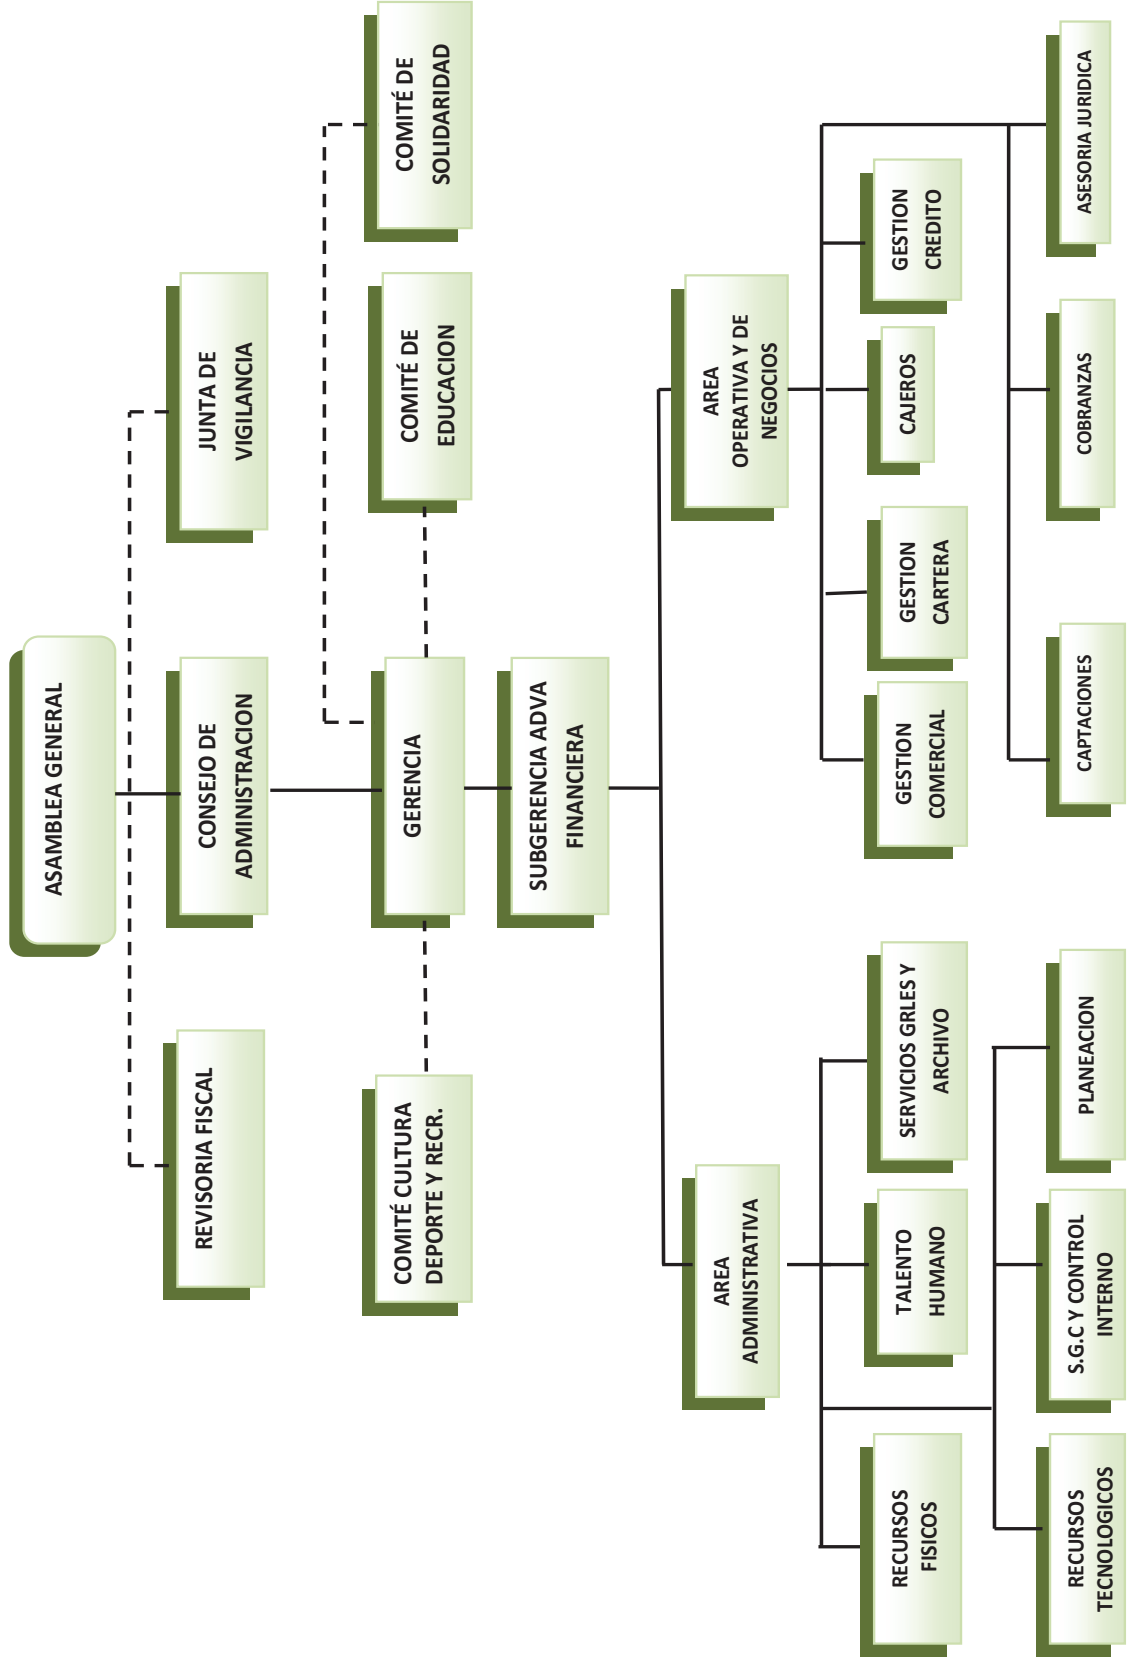 ASAMBLEA GENERAL
REVISORIA FISCAL
CONSEJO DE
ADMINISTRACION
JUNTA DE
VIGILANCIA
COMITÉ CULTURA
DEPORTE Y RECR.
GERENCIA
COMITÉ DE
EDUCACION
COMITÉ DE
SOLIDARIDAD
SUBGERENCIA ADVA
FINANCIERA
AREA
ADMINISTRATIVA
AREA
OPERATIVA Y DE
NEGOCIOS
RECURSOS
FISICOS
TALENTO
HUMANO
SERVICIOS GRLES Y
ARCHIVO
GESTION
COMERCIAL
GESTION
CARTERA
CAJEROS
GESTION
CREDITO
RECURSOS
TECNOLOGICOS
S.G.C Y CONTROL
INTERNO
PLANEACION
CAPTACIONES
COBRANZAS
ASESORIA JURIDICA